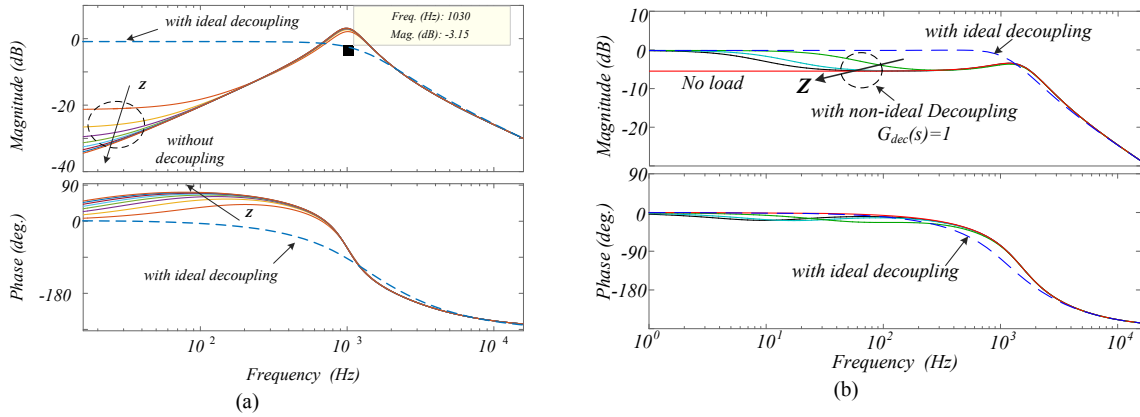 Freq. (Hz): 1030
Mag. (dB): -3.15
with ideal decoupling
0
-20
-40
Magnitude (dB)
z
without
decoupling
90
0
-180
Phase (deg.)
z
with ideal decoupling
10 2
10 3
10 4
Frequency (Hz)
(a)
10
0
-10
-20
Magnitude (dB)
with ideal decoupling
No load
Z
with non-ideal Decoupling
Gdec(s)=1
90
0
-90
-180
Phase (deg.)
with ideal decoupling
10 0
10 1
10 2
10 3
10 4
Frequency (Hz)
(b)